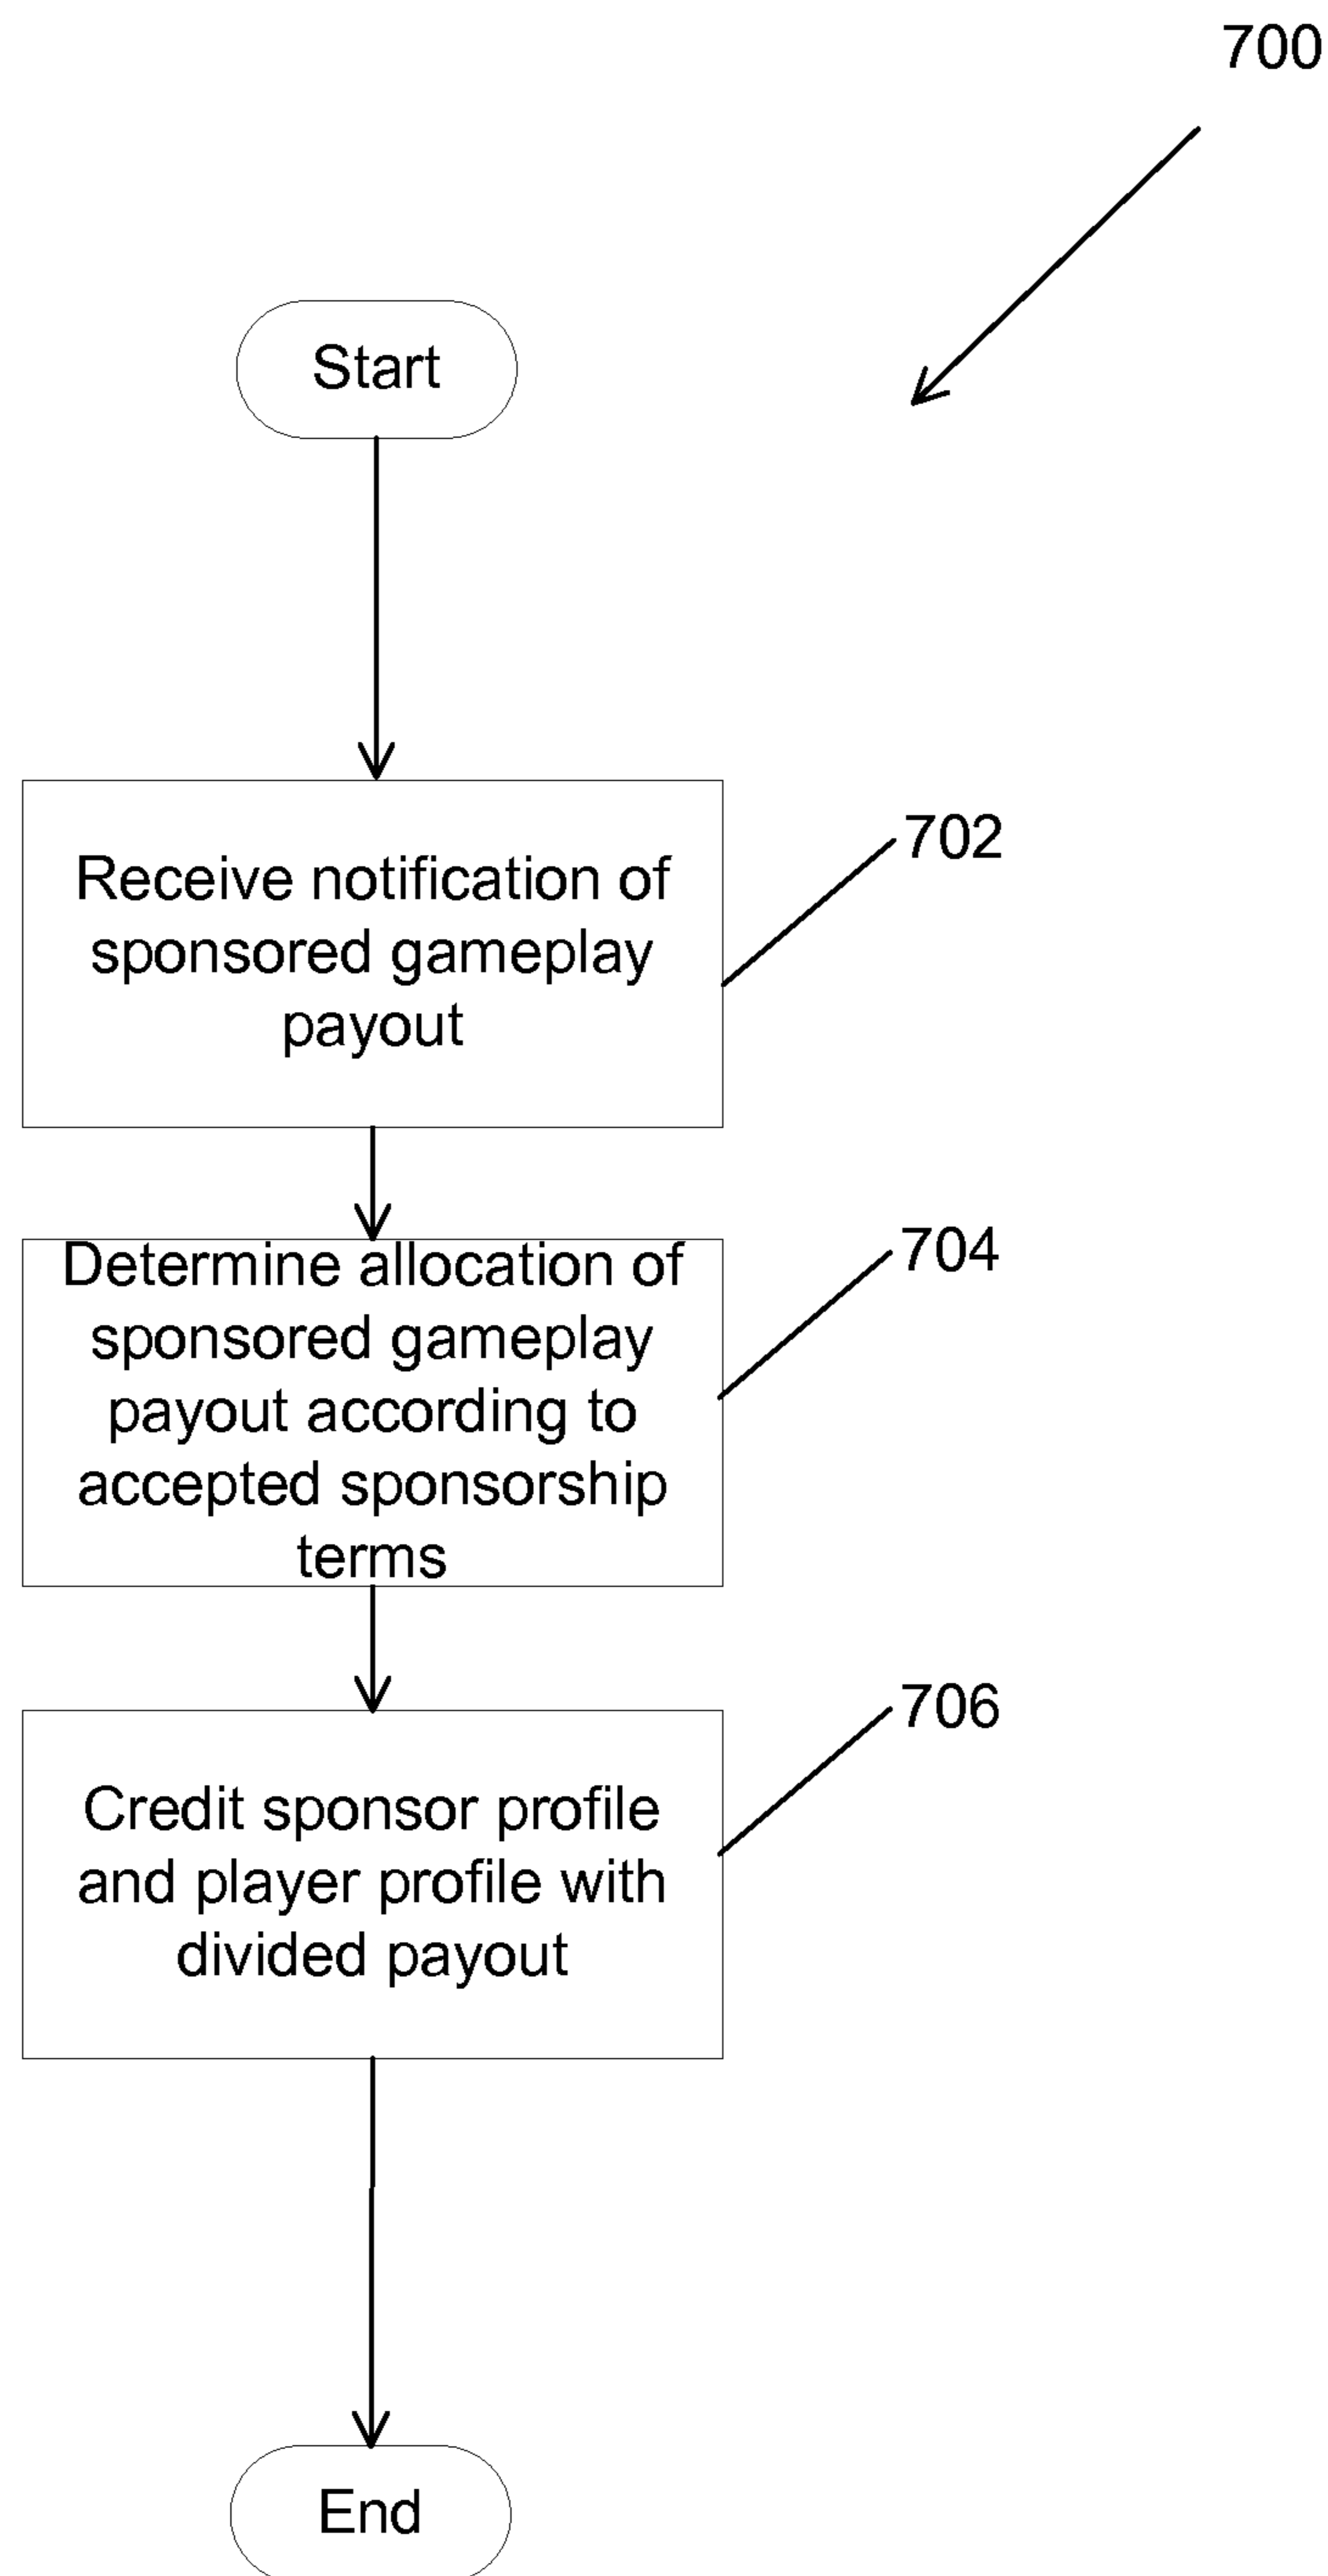 700
Start
Receive notification of
sponsored gameplay
payout
702
Determine allocation of
sponsored gameplay
payout according to
accepted sponsorship
terms
704
Credit sponsor profile
and player profile with
divided payout
706
End